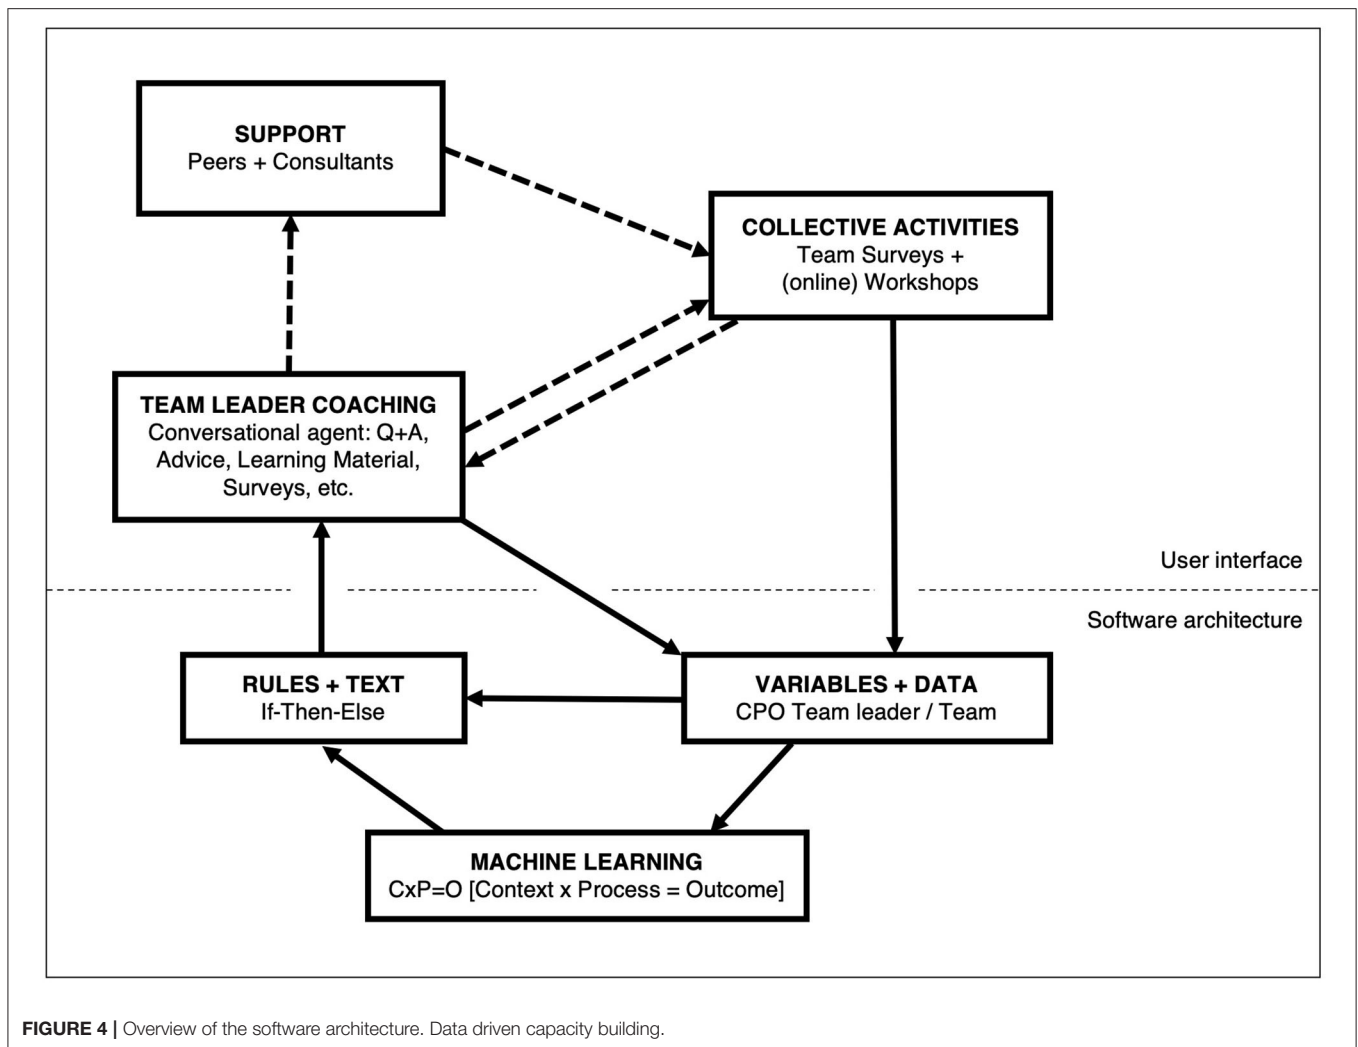 SUPPORT
Peers + Consultants
COLLECTIVE ACTIVITIES
Team Surveys +
(online) Workshops
TEAM LEADER COACHING
Conversational agent: Q+A,
Advice, Learning Material,
Surveys, etc.
User interface
Software architecture
RULES + TEXT
If-Then-Else
VARIABLES + DATA
CPO Team leader / Team
MACHINE LEARNING
CxP=O [Context x Process = Outcome]
FIGURE 4 | Overview of the software architecture. Data driven capacity building.